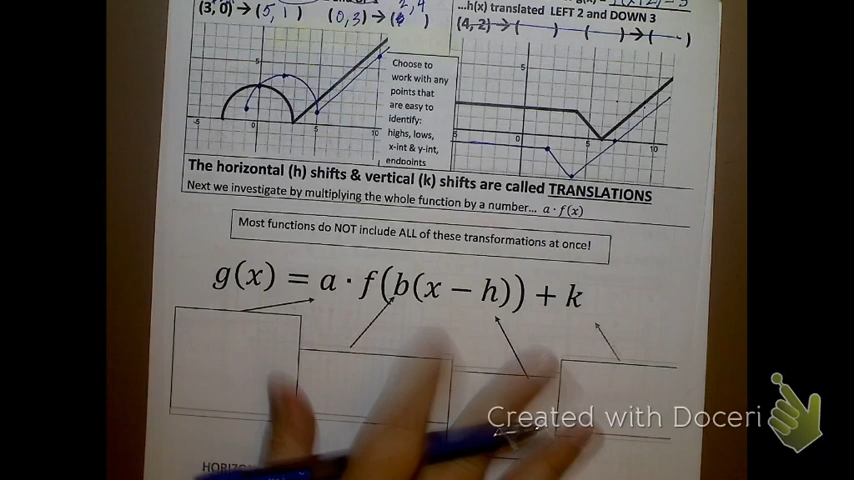 (3, 0) → (5, 1) (0,3) → ( 2,4 )
...h(x) translated LEFT 2 and DOWN 3
(4, 2) → ( ) → ( ) → ( )
Choose to
work with any
points that
are easy to
identify:
highs, lows,
x-int & y-int,
endpoints
5
-5
0
5
10
5
0
5
10
The horizontal (h) shifts & vertical (k) shifts are called TRANSLATIONS
Next we investigate by multiplying the whole function by a number... a · f(x)
Most functions do NOT include ALL of these transformations at once!
g(x) = a · f(b(x − h)) + k
Created with Doceri